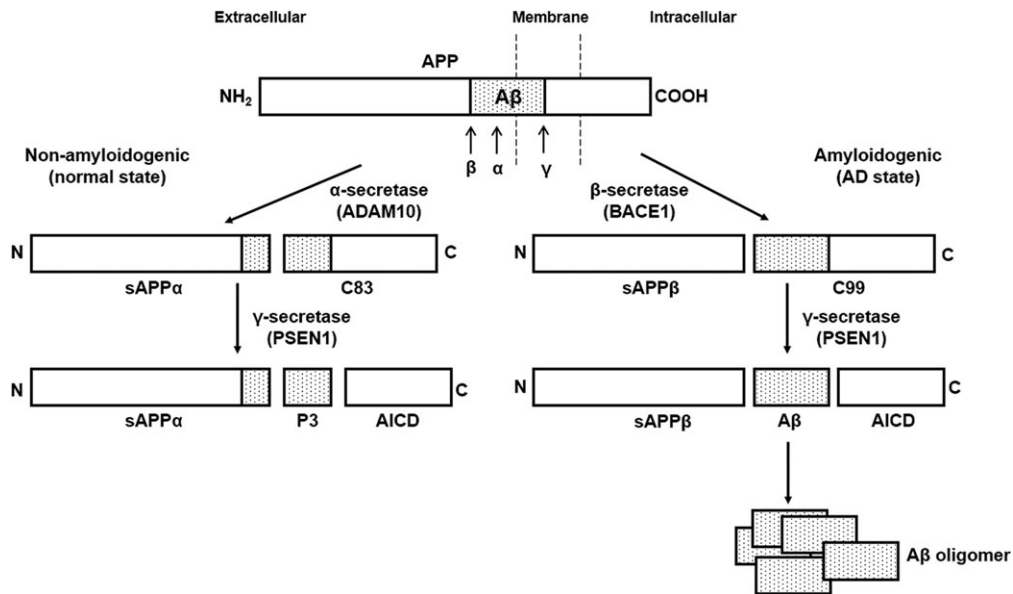 Extracellular
Membrane
Intracellular
APP
NH₂
Aβ
COOH
β
α
γ
Non-amyloidogenic
(normal state)
Amyloidogenic
(AD state)
α-secretase
(ADAM10)
β-secretase
(BACE1)
N
C
N
C
sAPPα
C83
sAPPβ
C99
γ-secretase
(PSEN1)
γ-secretase
(PSEN1)
N
C
N
C
sAPPα
P3
AICD
sAPPβ
Aβ
AICD
Aβ oligomer